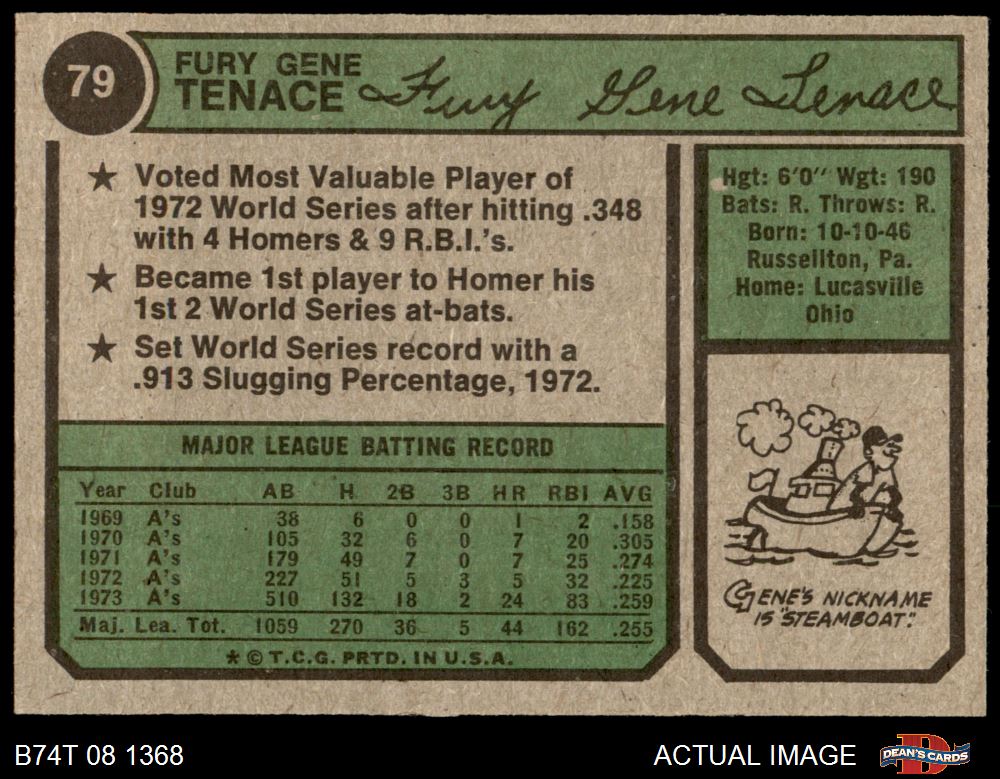 79
FURY GENE
TENACE
Fury Gene Tenace
★ Voted Most Valuable Player of
1972 World Series after hitting .348
with 4 Homers & 9 R.B.I.'s.
★ Became 1st player to Homer his
1st 2 World Series at-bats.
★ Set World Series record with a
.913 Slugging Percentage, 1972.
Hgt: 6'0" Wgt: 190
Bats: R. Throws: R.
Born: 10-10-46
Russellton, Pa.
Home: Lucasville
Ohio
MAJOR LEAGUE BATTING RECORD
Year Club AB H 2B 3B HR RBI AVG
1969 A's 38 6 0 0 1 2 .158
1970 A's 105 32 6 0 7 20 .305
1971 A's 179 49 7 0 7 25 .274
1972 A's 227 51 5 3 5 32 .225
1973 A's 510 132 18 2 24 83 .259
Maj. Lea. Tot. 1059 270 36 5 44 162 .255
* © T.C.G. PRTD. IN U.S.A.
GENE'S NICKNAME
IS "STEAMBOAT."
B74T 08 1368
ACTUAL IMAGE
DEAN'S CARDS